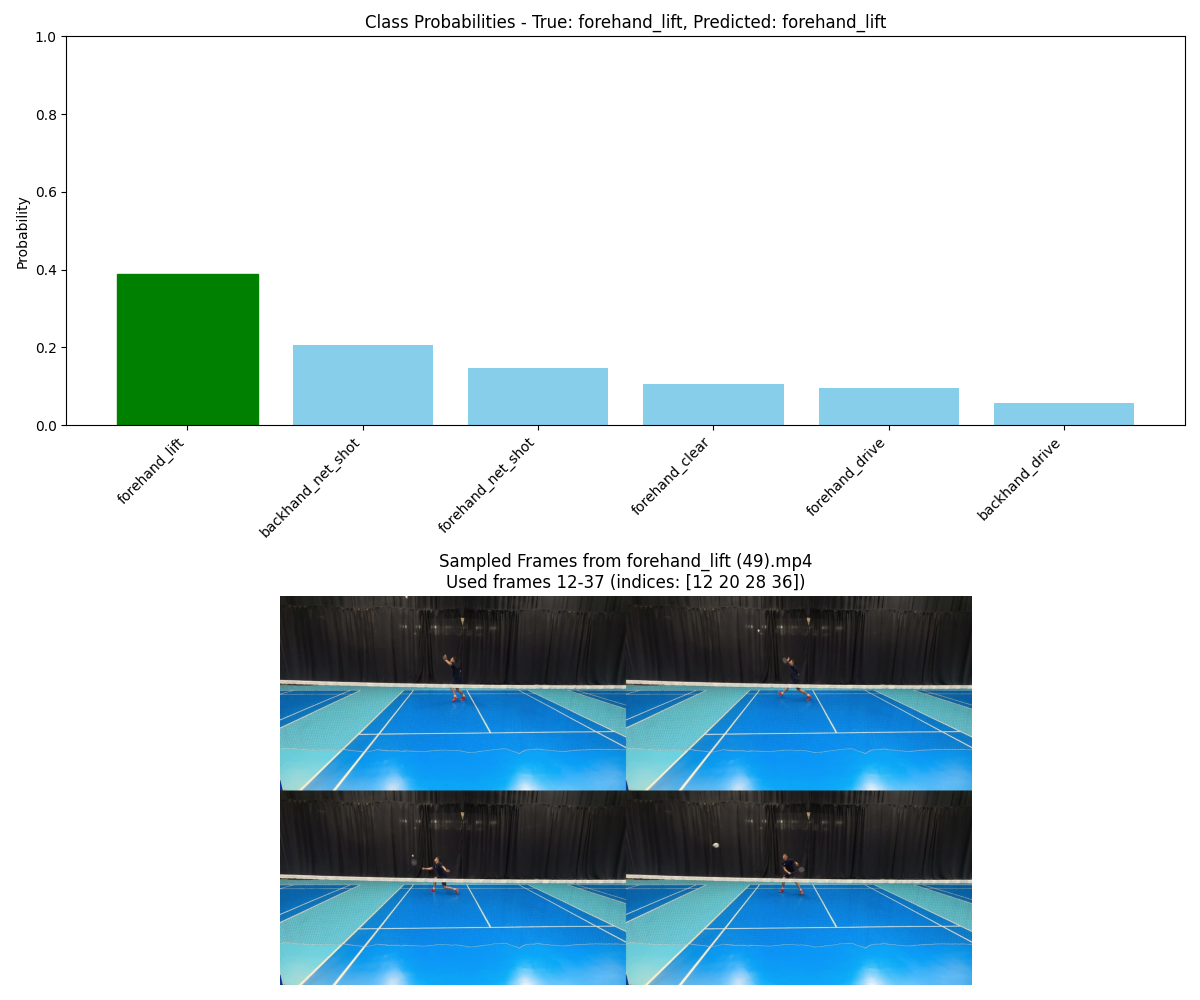 Class Probabilities - True: forehand_lift, Predicted: forehand_lift
1.0
0.8
0.6
0.4
0.2
0.0
Probability
forehand_lift
backhand_net_shot
forehand_net_shot
forehand_clear
forehand_drive
backhand_drive
Sampled Frames from forehand_lift (49).mp4
Used frames 12-37 (indices: [12 20 28 36])